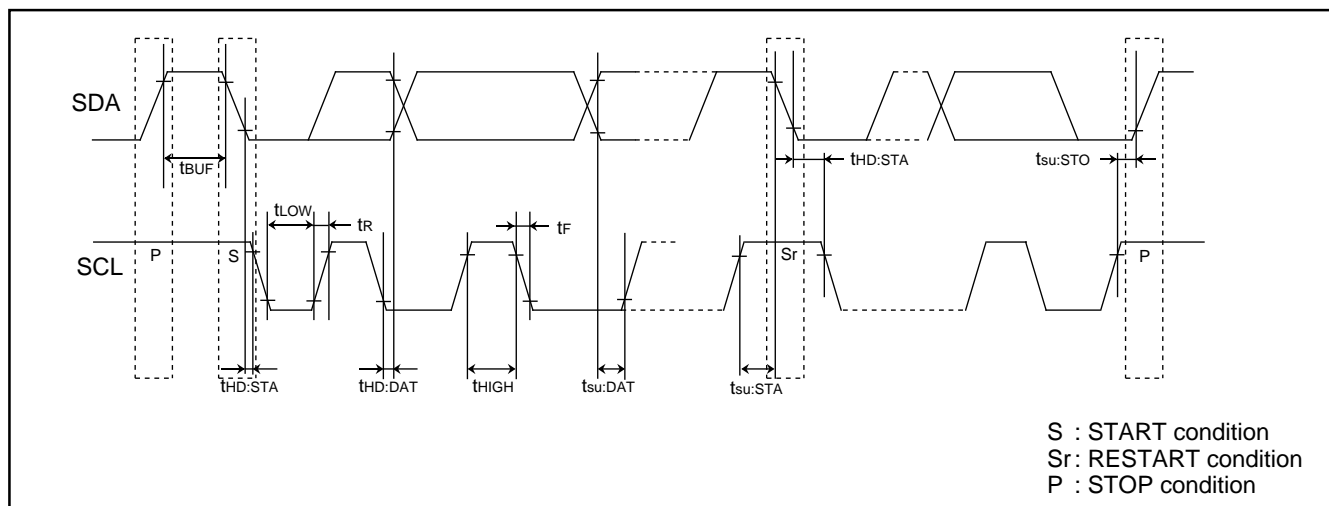 SDA
tBUF
tHD:STA
tsu:STO
tLOW
tR
tF
SCL
P
S
Sr
P
tHD:STA
tHD:DAT
tHIGH
tsu:DAT
tsu:STA
S : START condition
Sr : RESTART condition
P : STOP condition